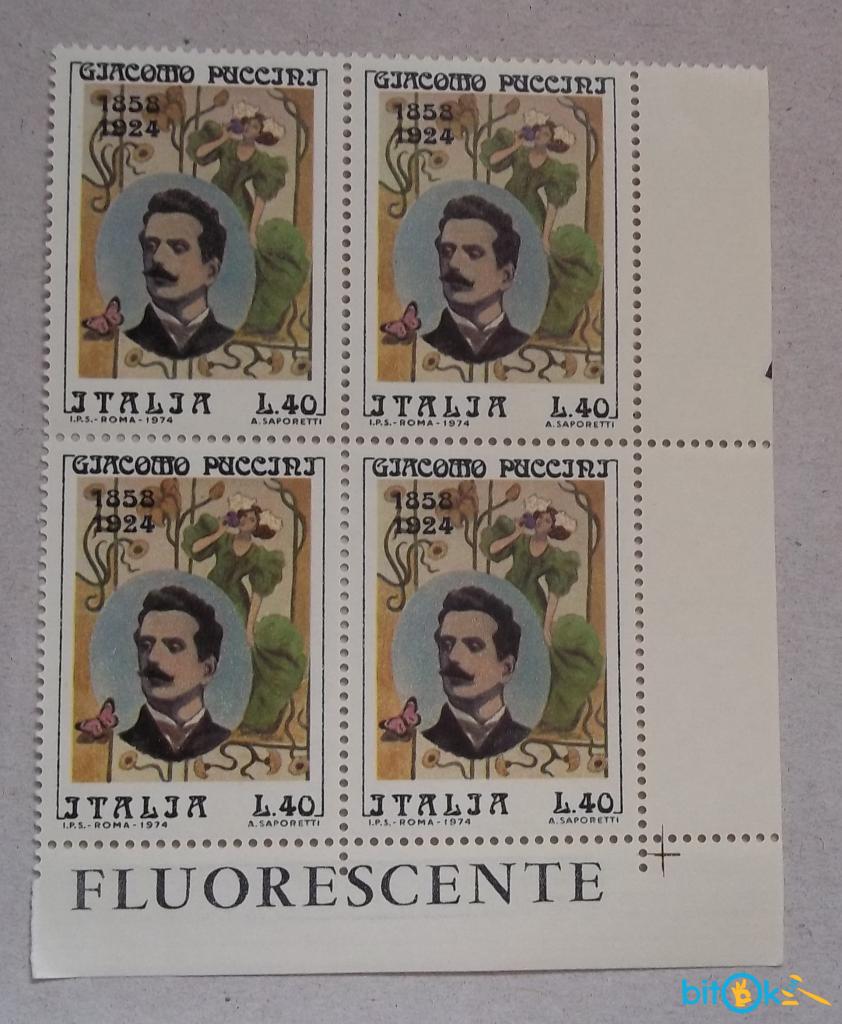 GIACOMO PUCCINI
1858
1924
ITALIA L.40
I.P.S.-ROMA-1974 A.SAPORETTI
GIACOMO PUCCINI
1858
1924
ITALIA L.40
I.P.S.-ROMA-1974 A.SAPORETTI
GIACOMO PUCCINI
1858
1924
ITALIA L.40
I.P.S.-ROMA-1974 A.SAPORETTI
GIACOMO PUCCINI
1858
1924
ITALIA L.40
I.P.S.-ROMA-1974 A.SAPORETTI
FLUORESCENTE
bitok